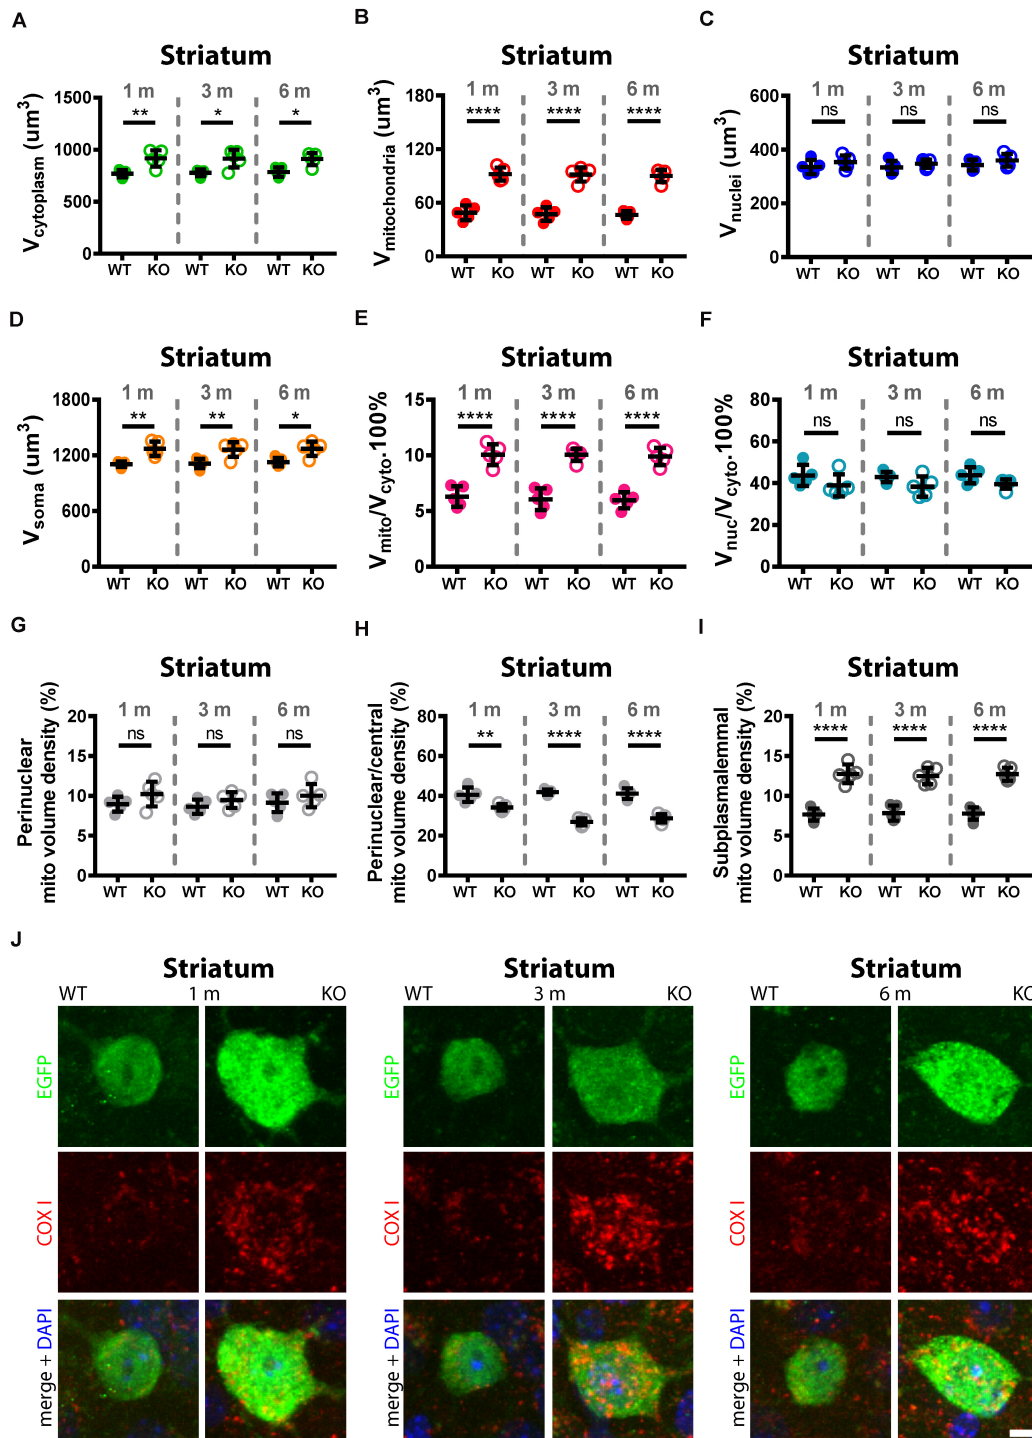 A
Striatum
1 m 3 m 6 m
** * *
1500
1000
500
0
Vcytoplasm (um³)
WT KO WT KO WT KO
B
Striatum
1 m 3 m 6 m
**** **** ****
180
120
60
0
Vmitochondria (um³)
WT KO WT KO WT KO
C
Striatum
1 m 3 m 6 m
ns ns ns
600
400
200
0
Vnuclei (um³)
WT KO WT KO WT KO
D
Striatum
1 m 3 m 6 m
** ** *
1800
1200
600
0
Vsoma (um³)
WT KO WT KO WT KO
E
Striatum
1 m 3 m 6 m
**** **** ****
15
10
5
0
Vmito/Vcyto·100%
WT KO WT KO WT KO
F
Striatum
1 m 3 m 6 m
ns ns ns
80
60
40
20
0
Vnuc/Vcyto·100%
WT KO WT KO WT KO
G
Striatum
1 m 3 m 6 m
ns ns ns
20
15
10
5
0
Perinuclear
mito volume density (%)
WT KO WT KO WT KO
H
Striatum
1 m 3 m 6 m
** **** ****
80
60
40
20
0
Perinuclear/central
mito volume density (%)
WT KO WT KO WT KO
I
Striatum
1 m 3 m 6 m
**** **** ****
20
15
10
5
0
Subplasmalemmal
mito volume density (%)
WT KO WT KO WT KO
J
Striatum
WT 1 m KO
EGFP
COX I
merge + DAPI
Striatum
WT 3 m KO
EGFP
COX I
merge + DAPI
Striatum
WT 6 m KO
EGFP
COX I
merge + DAPI